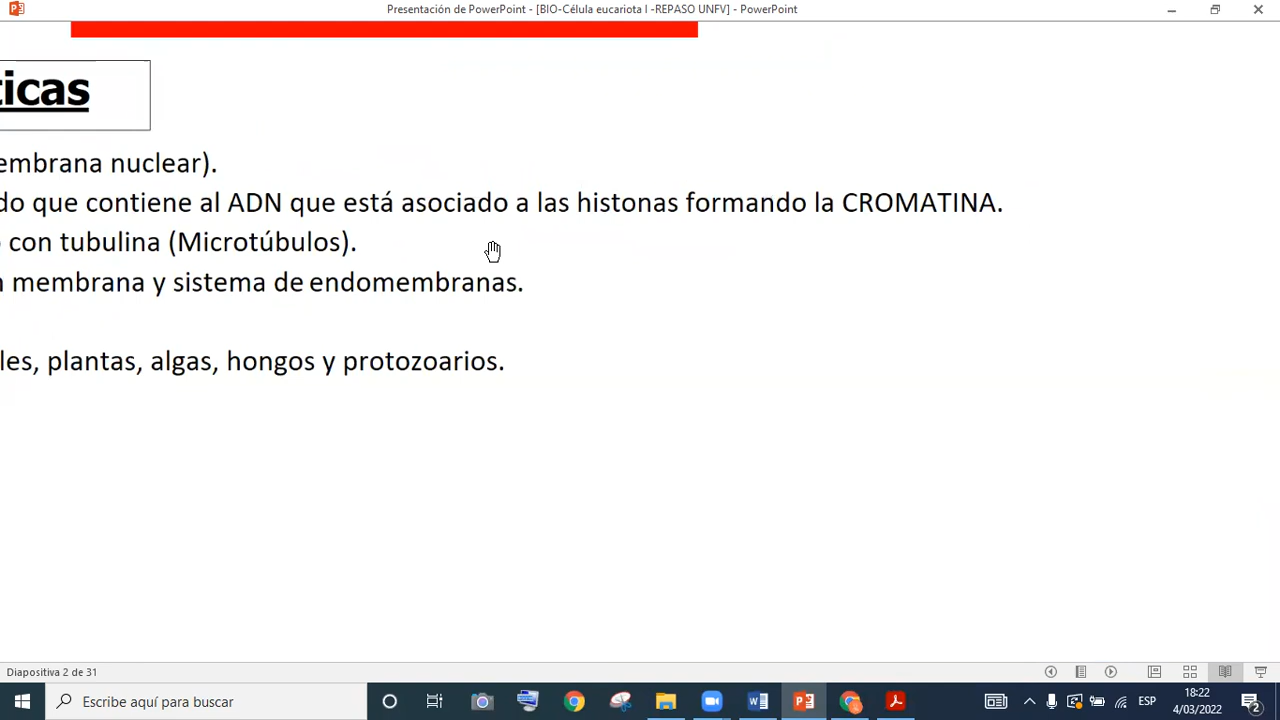 Presentación de PowerPoint - [BIO-Célula eucariota I -REPASO UNFV] - PowerPoint
ticas
embrana nuclear).
do que contiene al ADN que está asociado a las histonas formando la CROMATINA.
con tubulina (Microtúbulos).
membrana y sistema de endomembranas.
les, plantas, algas, hongos y protozoarios.
Diapositiva 2 de 31
Escribe aquí para buscar
ESP
18:22
4/03/2022
2